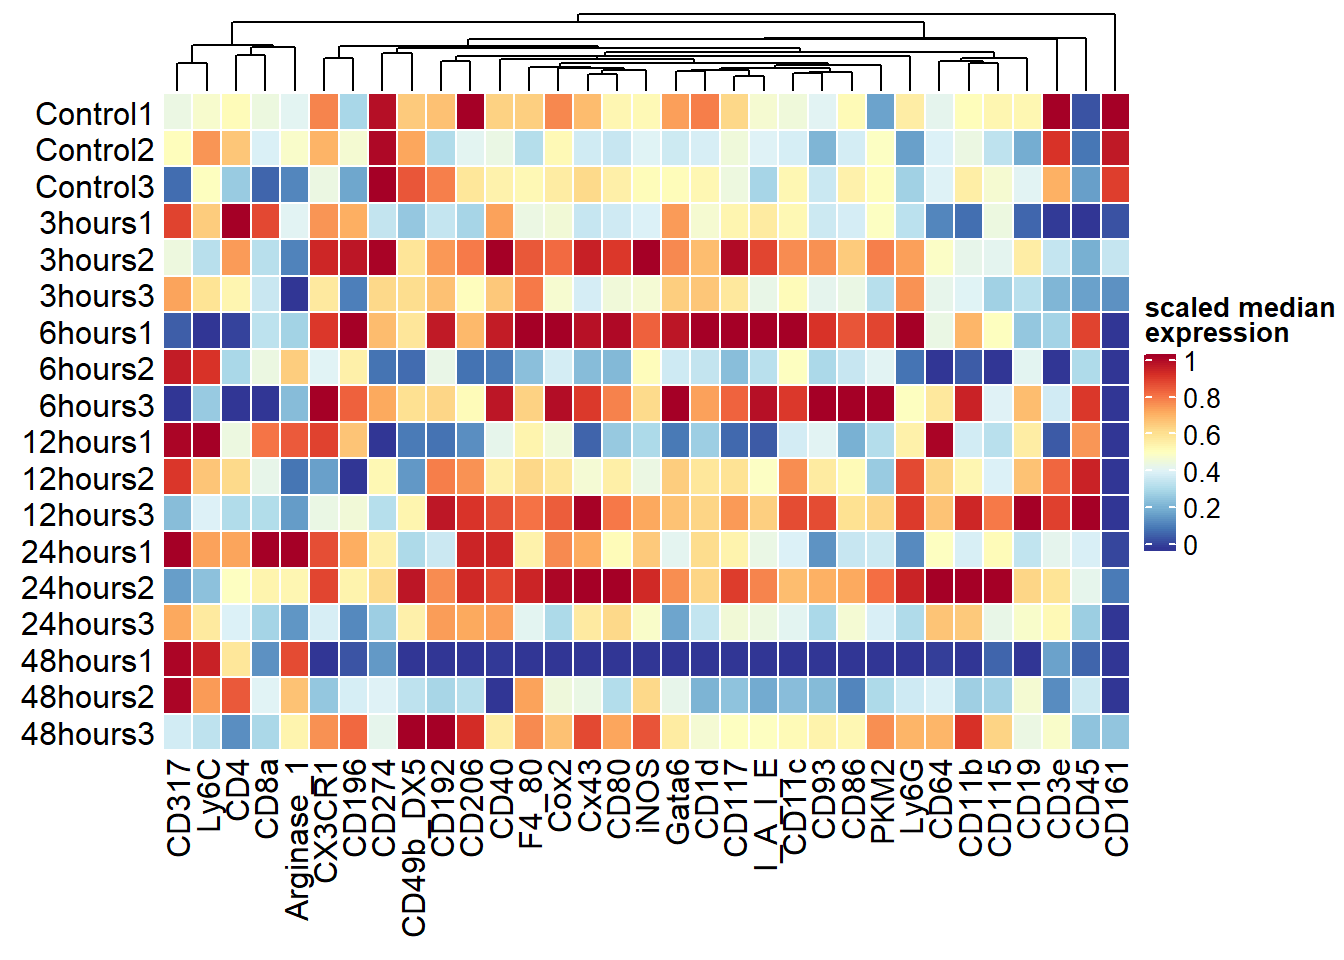 Control1
Control2
Control3
3hours1
3hours2
3hours3
6hours1
6hours2
6hours3
12hours1
12hours2
12hours3
24hours1
24hours2
24hours3
48hours1
48hours2
48hours3
CD317
Ly6C
CD4
CD8a
Arginase_1
CX3CR1
CD196
CD274
CD49b_DX5
CD192
CD206
CD40
F4_80
Cox2
Cx43
CD80
iNOS
Gata6
CD1d
CD117
I_A_I_E
CD11c
CD93
CD86
PKM2
Ly6G
CD64
CD11b
CD115
CD19
CD3e
CD45
CD161
scaled median
expression
1
0.8
0.6
0.4
0.2
0